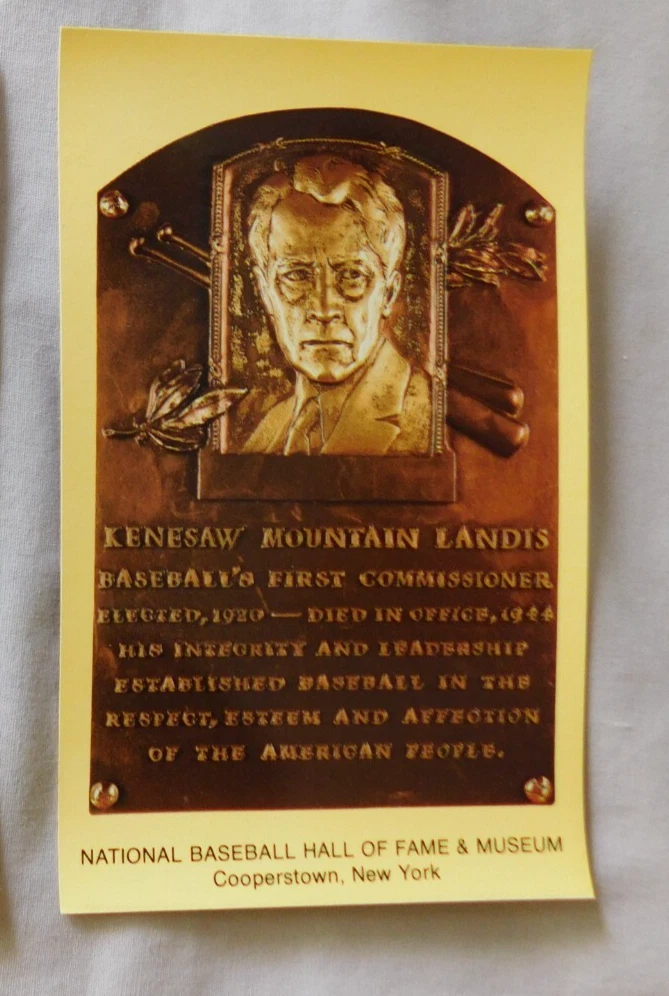 KENESAW MOUNTAIN LANDIS
BASEBALL'S FIRST COMMISSIONER
ELECTED, 1920 — DIED IN OFFICE, 1944
HIS INTEGRITY AND LEADERSHIP
ESTABLISHED BASEBALL IN THE
RESPECT, ESTEEM AND AFFECTION
OF THE AMERICAN PEOPLE.
NATIONAL BASEBALL HALL OF FAME & MUSEUM
Cooperstown, New York